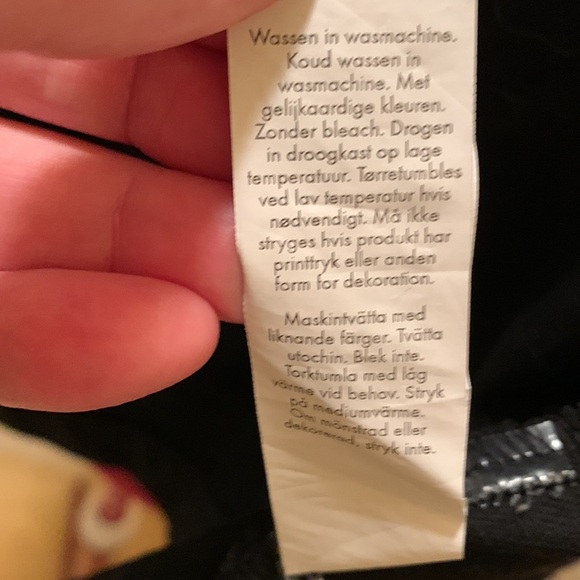 Wassen in wasmachine.
Koud wassen in
wasmachine. Met
gelijkaardige kleuren.
Zonder bleach. Drogen
in droogkast op lage
temperatuur. Tørretumbles
ved lav temperatur hvis
nødvendigt. Må ikke
stryges hvis produkt har
printtryk eller anden
form for dekoration.
Maskintvätta med
liknande färger. Tvätta
utochin. Blek inte.
Torktumla med låg
värme vid behov. Stryk
på mediumvärme.
Om mönstrad eller
dekorerad, stryk inte.